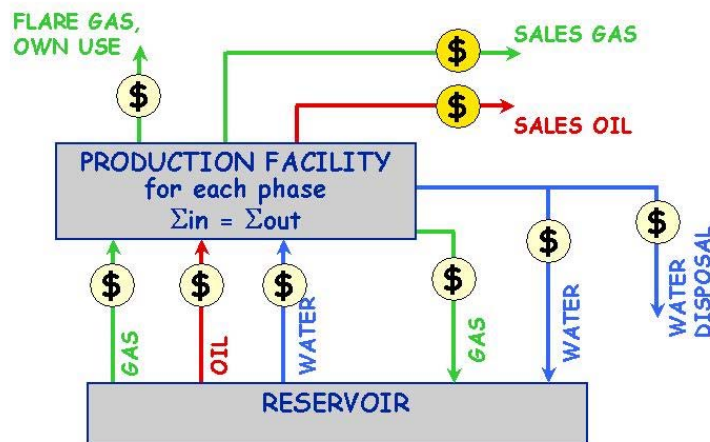 FLARE GAS,
OWN USE
$
$
SALES GAS
$
SALES OIL
PRODUCTION FACILITY
for each phase
Σin = Σout
$
$
$
$
$
$
GAS
OIL
WATER
GAS
WATER
WATER
DISPOSAL
RESERVOIR